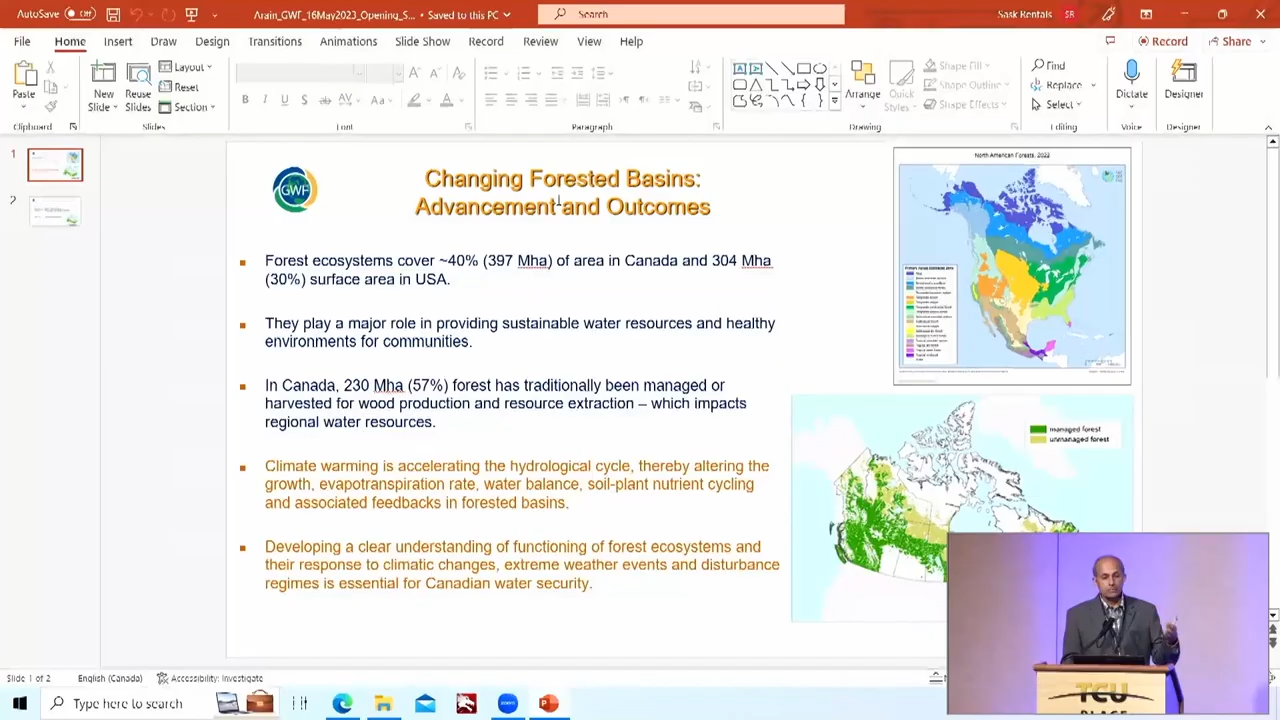 AutoSave Off Arain_GWF_16May2023_Opening_S... • Saved to this PC Search Sask Rentals SR
File Home Insert Draw Design Transitions Animations Slide Show Record Review View Help Record Share
Paste New Slide Reuse Slides Layout Reset Section Arrange Quick Styles Shape Fill Shape Outline Shape Effects Find Replace Select Dictate Designer
Clipboard Slides Font Paragraph Drawing Editing Voice Designer
1
2
GWF
Changing Forested Basins:
Advancement and Outcomes
Forest ecosystems cover ~40% (397 Mha) of area in Canada and 304 Mha
(30%) surface area in USA.
They play a major role in providing sustainable water resources and healthy
environments for communities.
In Canada, 230 Mha (57%) forest has traditionally been managed or
harvested for wood production and resource extraction – which impacts
regional water resources.
Climate warming is accelerating the hydrological cycle, thereby altering the
growth, evapotranspiration rate, water balance, soil-plant nutrient cycling
and associated feedbacks in forested basins.
Developing a clear understanding of functioning of forest ecosystems and
their response to climatic changes, extreme weather events and disturbance
regimes is essential for Canadian water security.
North American Forests, 2022
managed forest
unmanaged forest
TCU
PLACE
Slide 1 of 2 English (Canada) Accessibility: Investigate
Type here to search